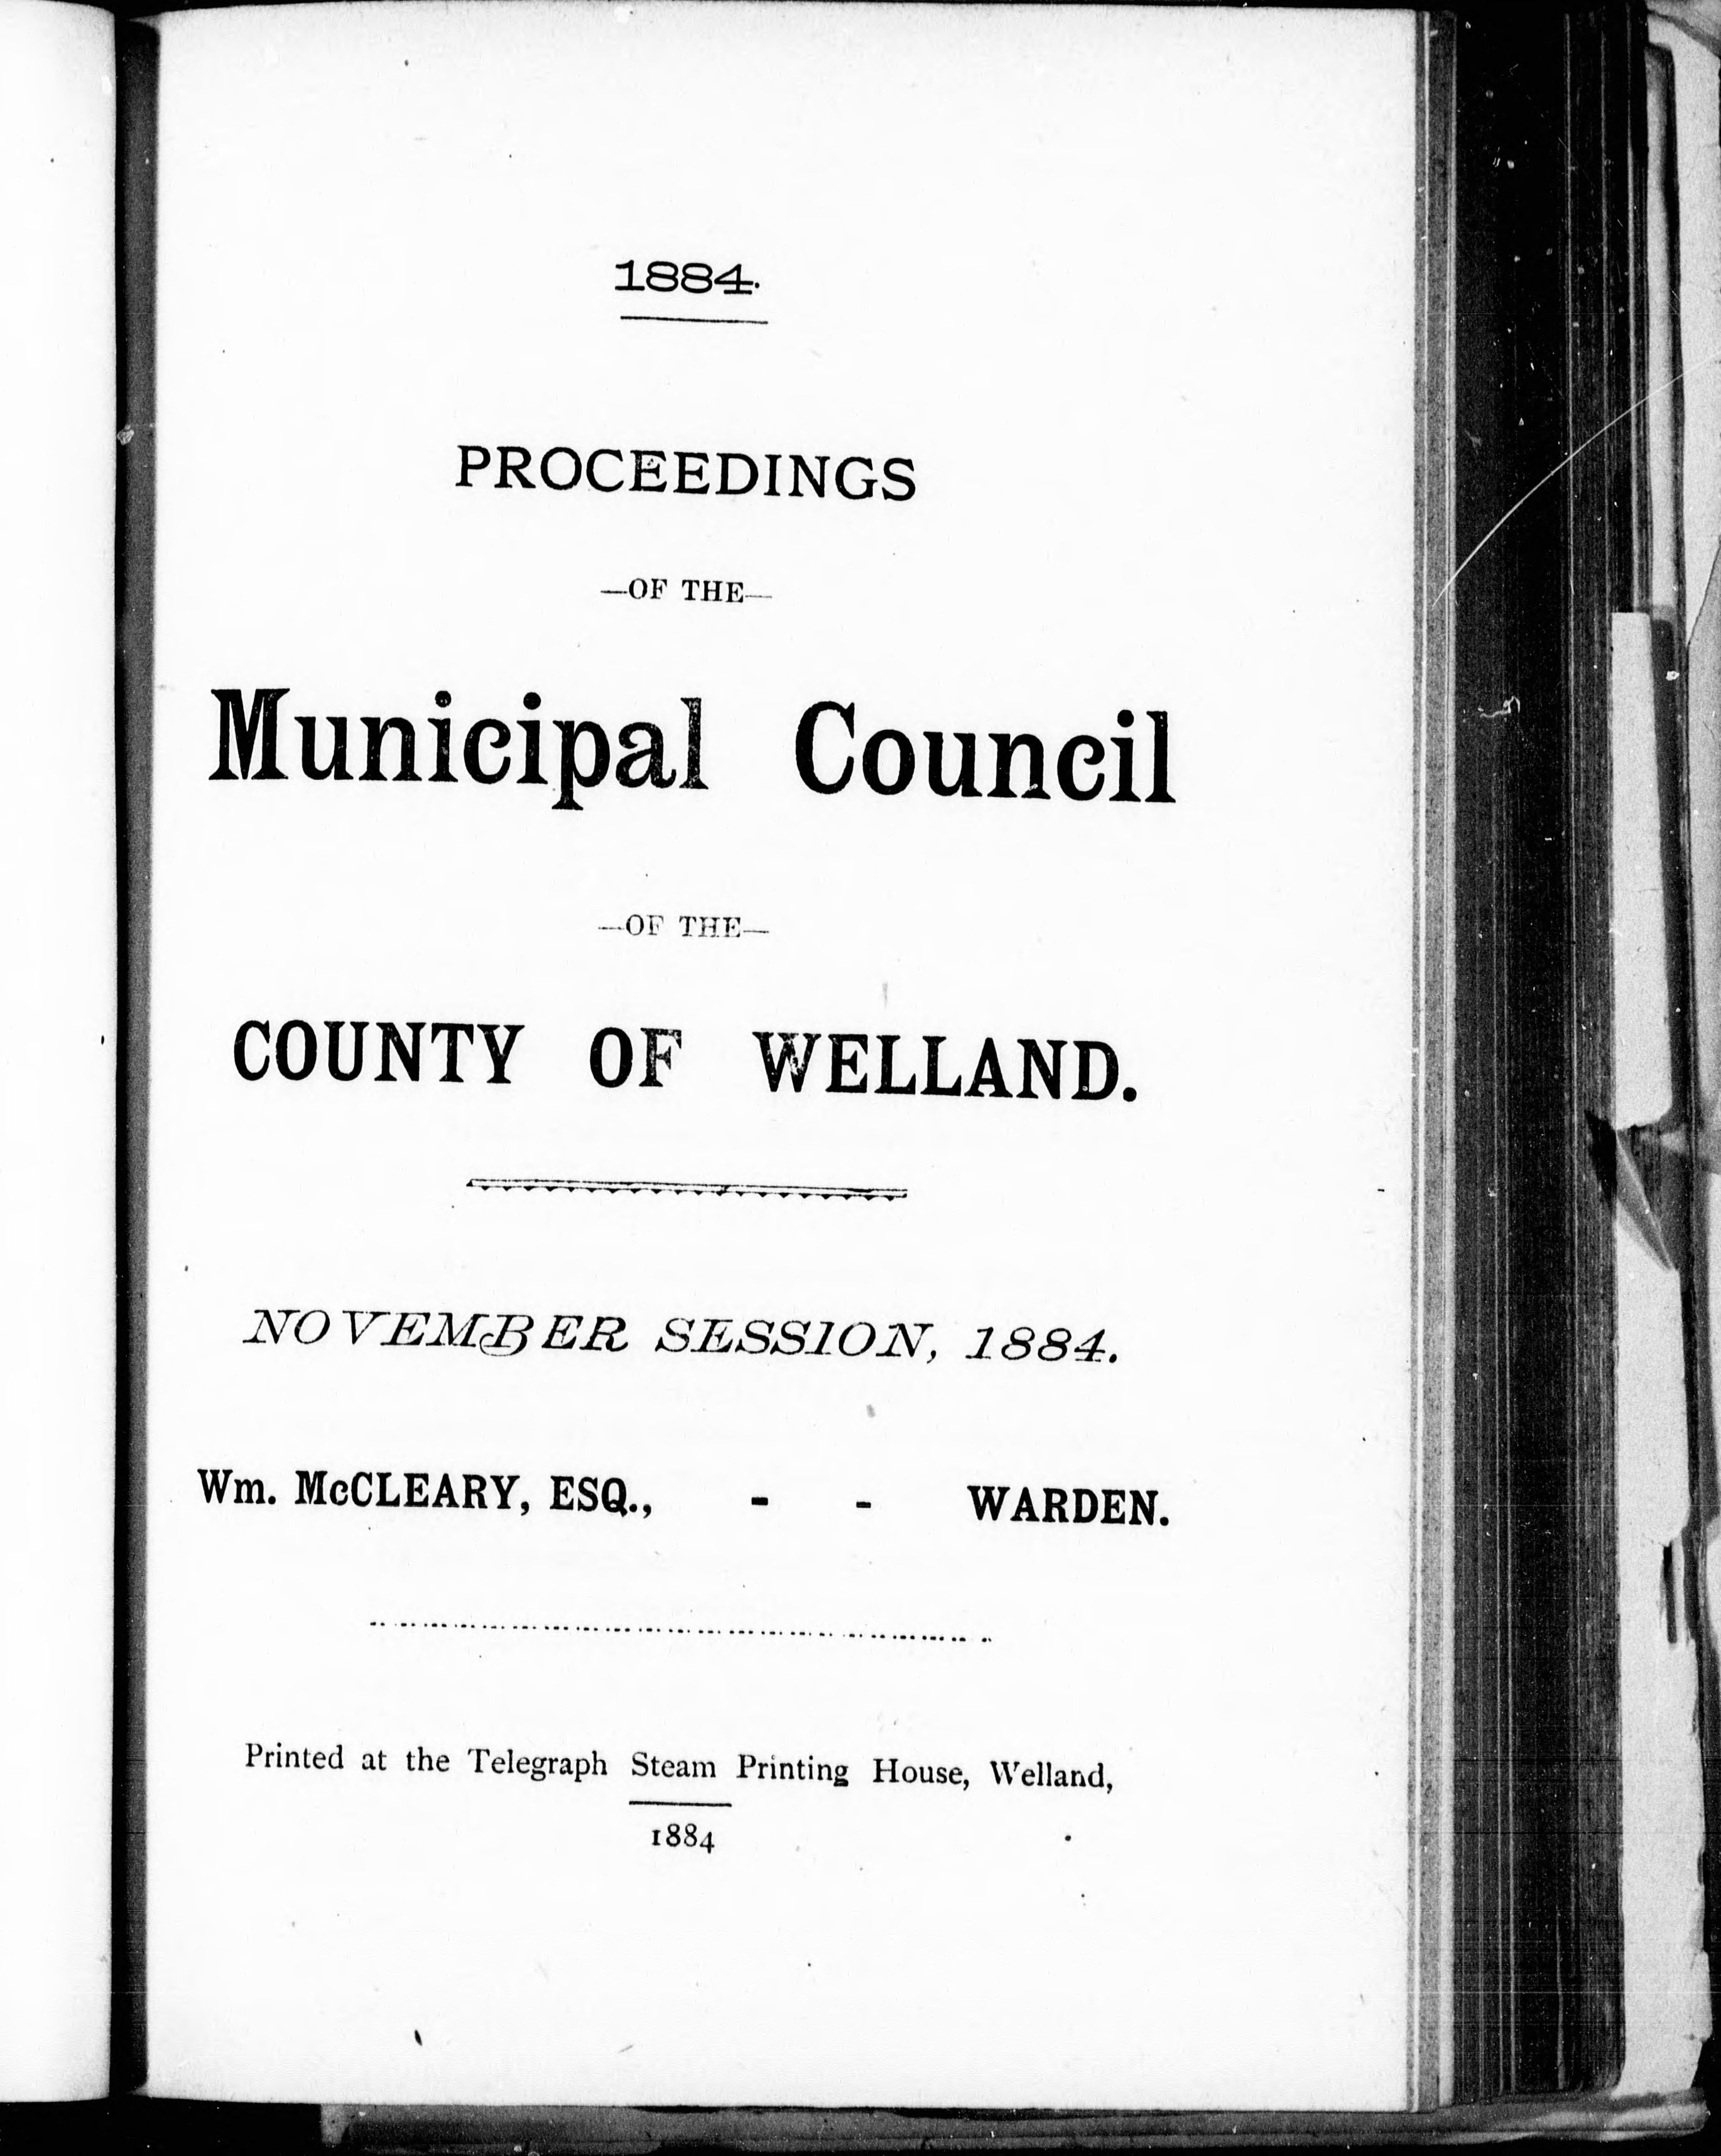 1884.
PROCEEDINGS
—OF THE—
Municipal Council
—OF THE—
COUNTY OF WELLAND.
NOVEMBER SESSION, 1884.
Wm. McCLEARY, ESQ., - - WARDEN.
Printed at the Telegraph Steam Printing House, Welland,
1884